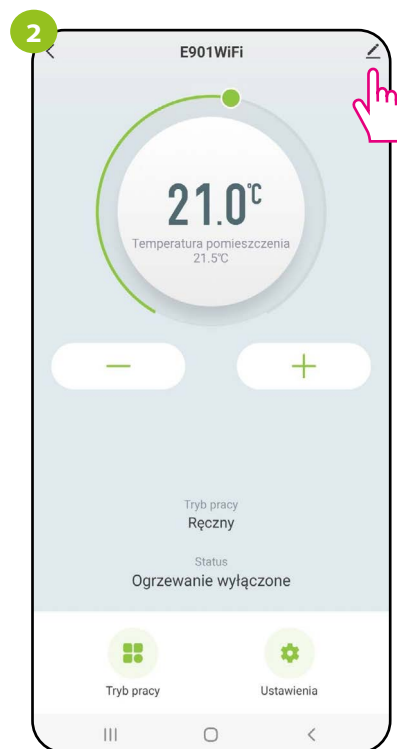 2
E901WiFi
21.0℃
Temperatura pomieszczenia
21.5℃
Tryb pracy
Ręczny
Status
Ogrzewanie wyłączone
Tryb pracy Ustawienia